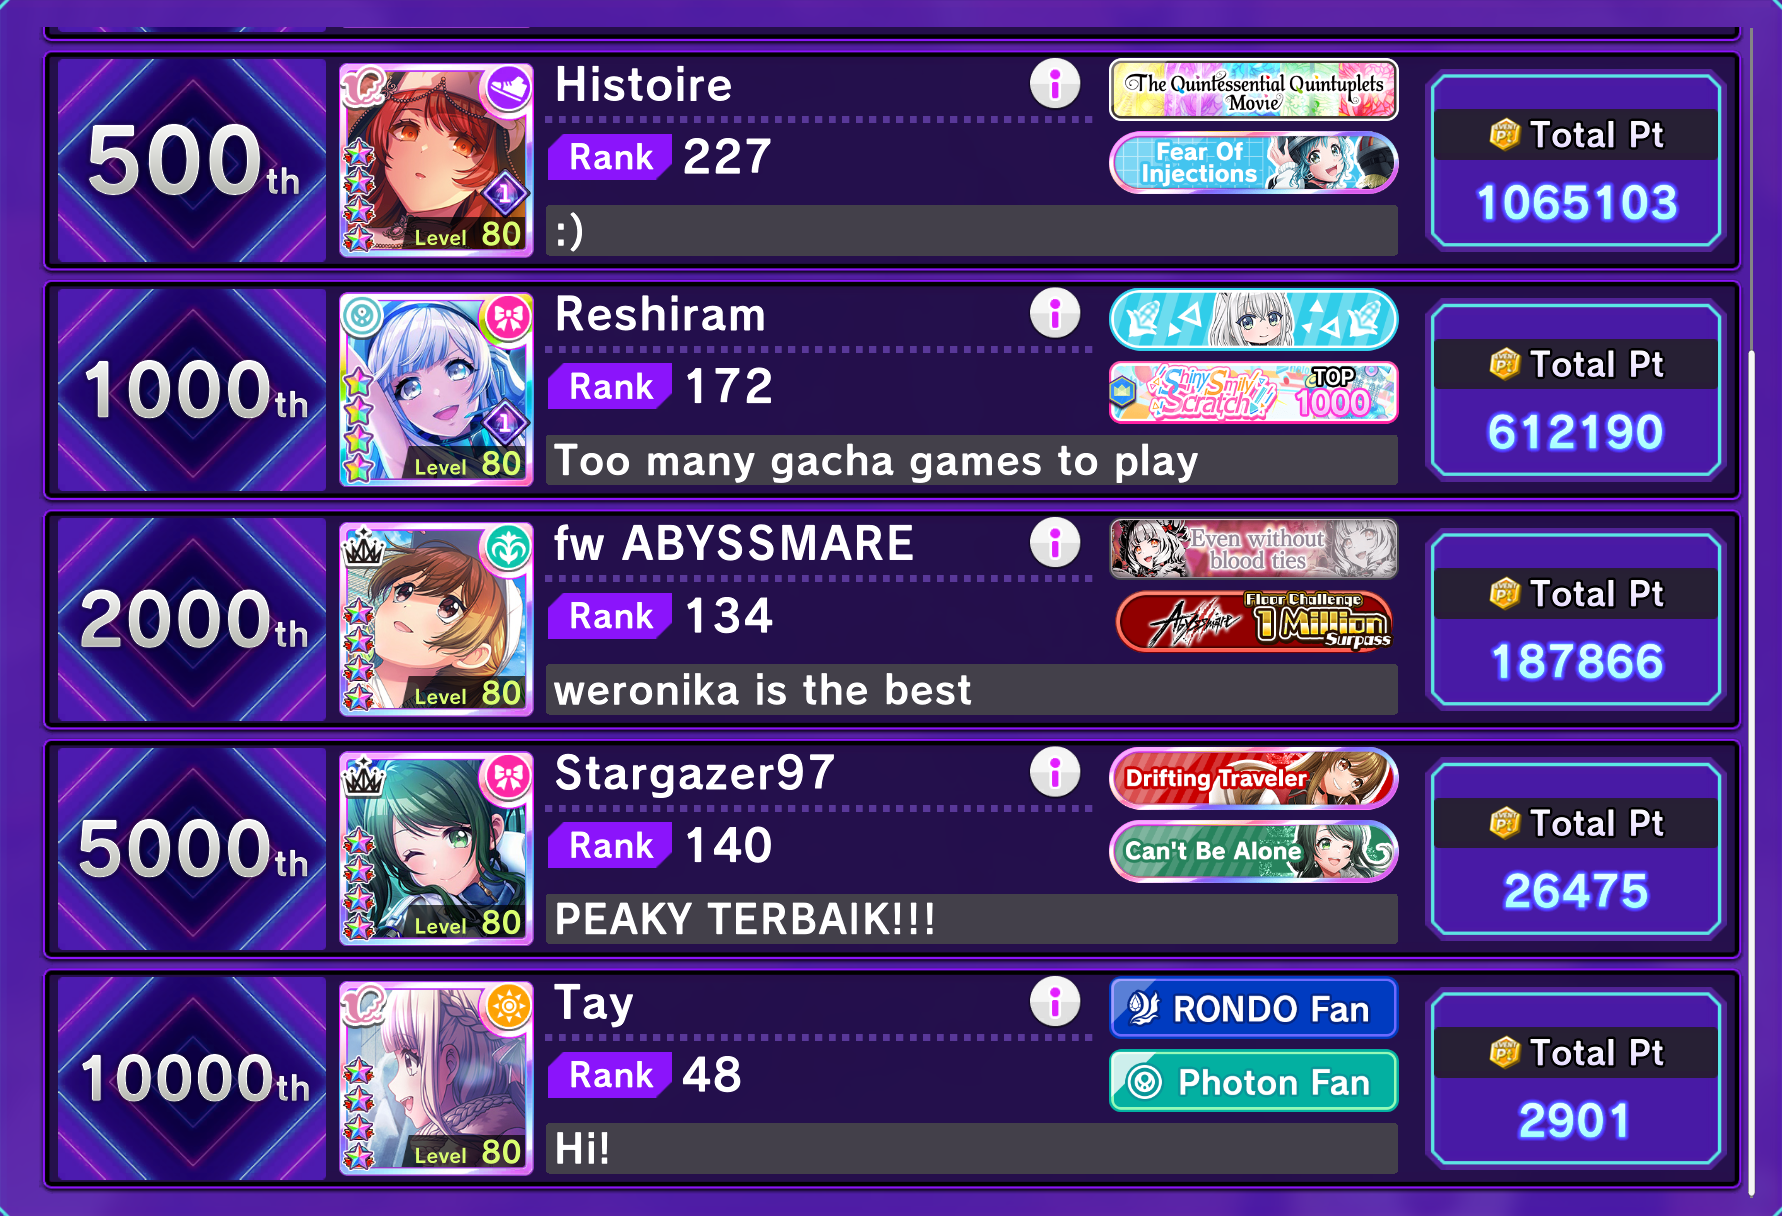 500th
Histoire
Rank 227
:)
The Quintessential Quintuplets
Movie
Fear Of
Injections
Total Pt
1065103
1
Level 80
1000th
Reshiram
Rank 172
Too many gacha games to play
Shiny Smily
Scratch
TOP
1000
Total Pt
612190
1
Level 80
2000th
fw ABYSSMARE
Rank 134
weronika is the best
Even without
blood ties
Abyssmare
Floor Challenge
1 Million
Surpass
Total Pt
187866
Level 80
5000th
Stargazer97
Rank 140
PEAKY TERBAIK!!!
Drifting Traveler
Can't Be Alone
Total Pt
26475
Level 80
10000th
Tay
Rank 48
Hi!
RONDO Fan
Photon Fan
Total Pt
2901
Level 80